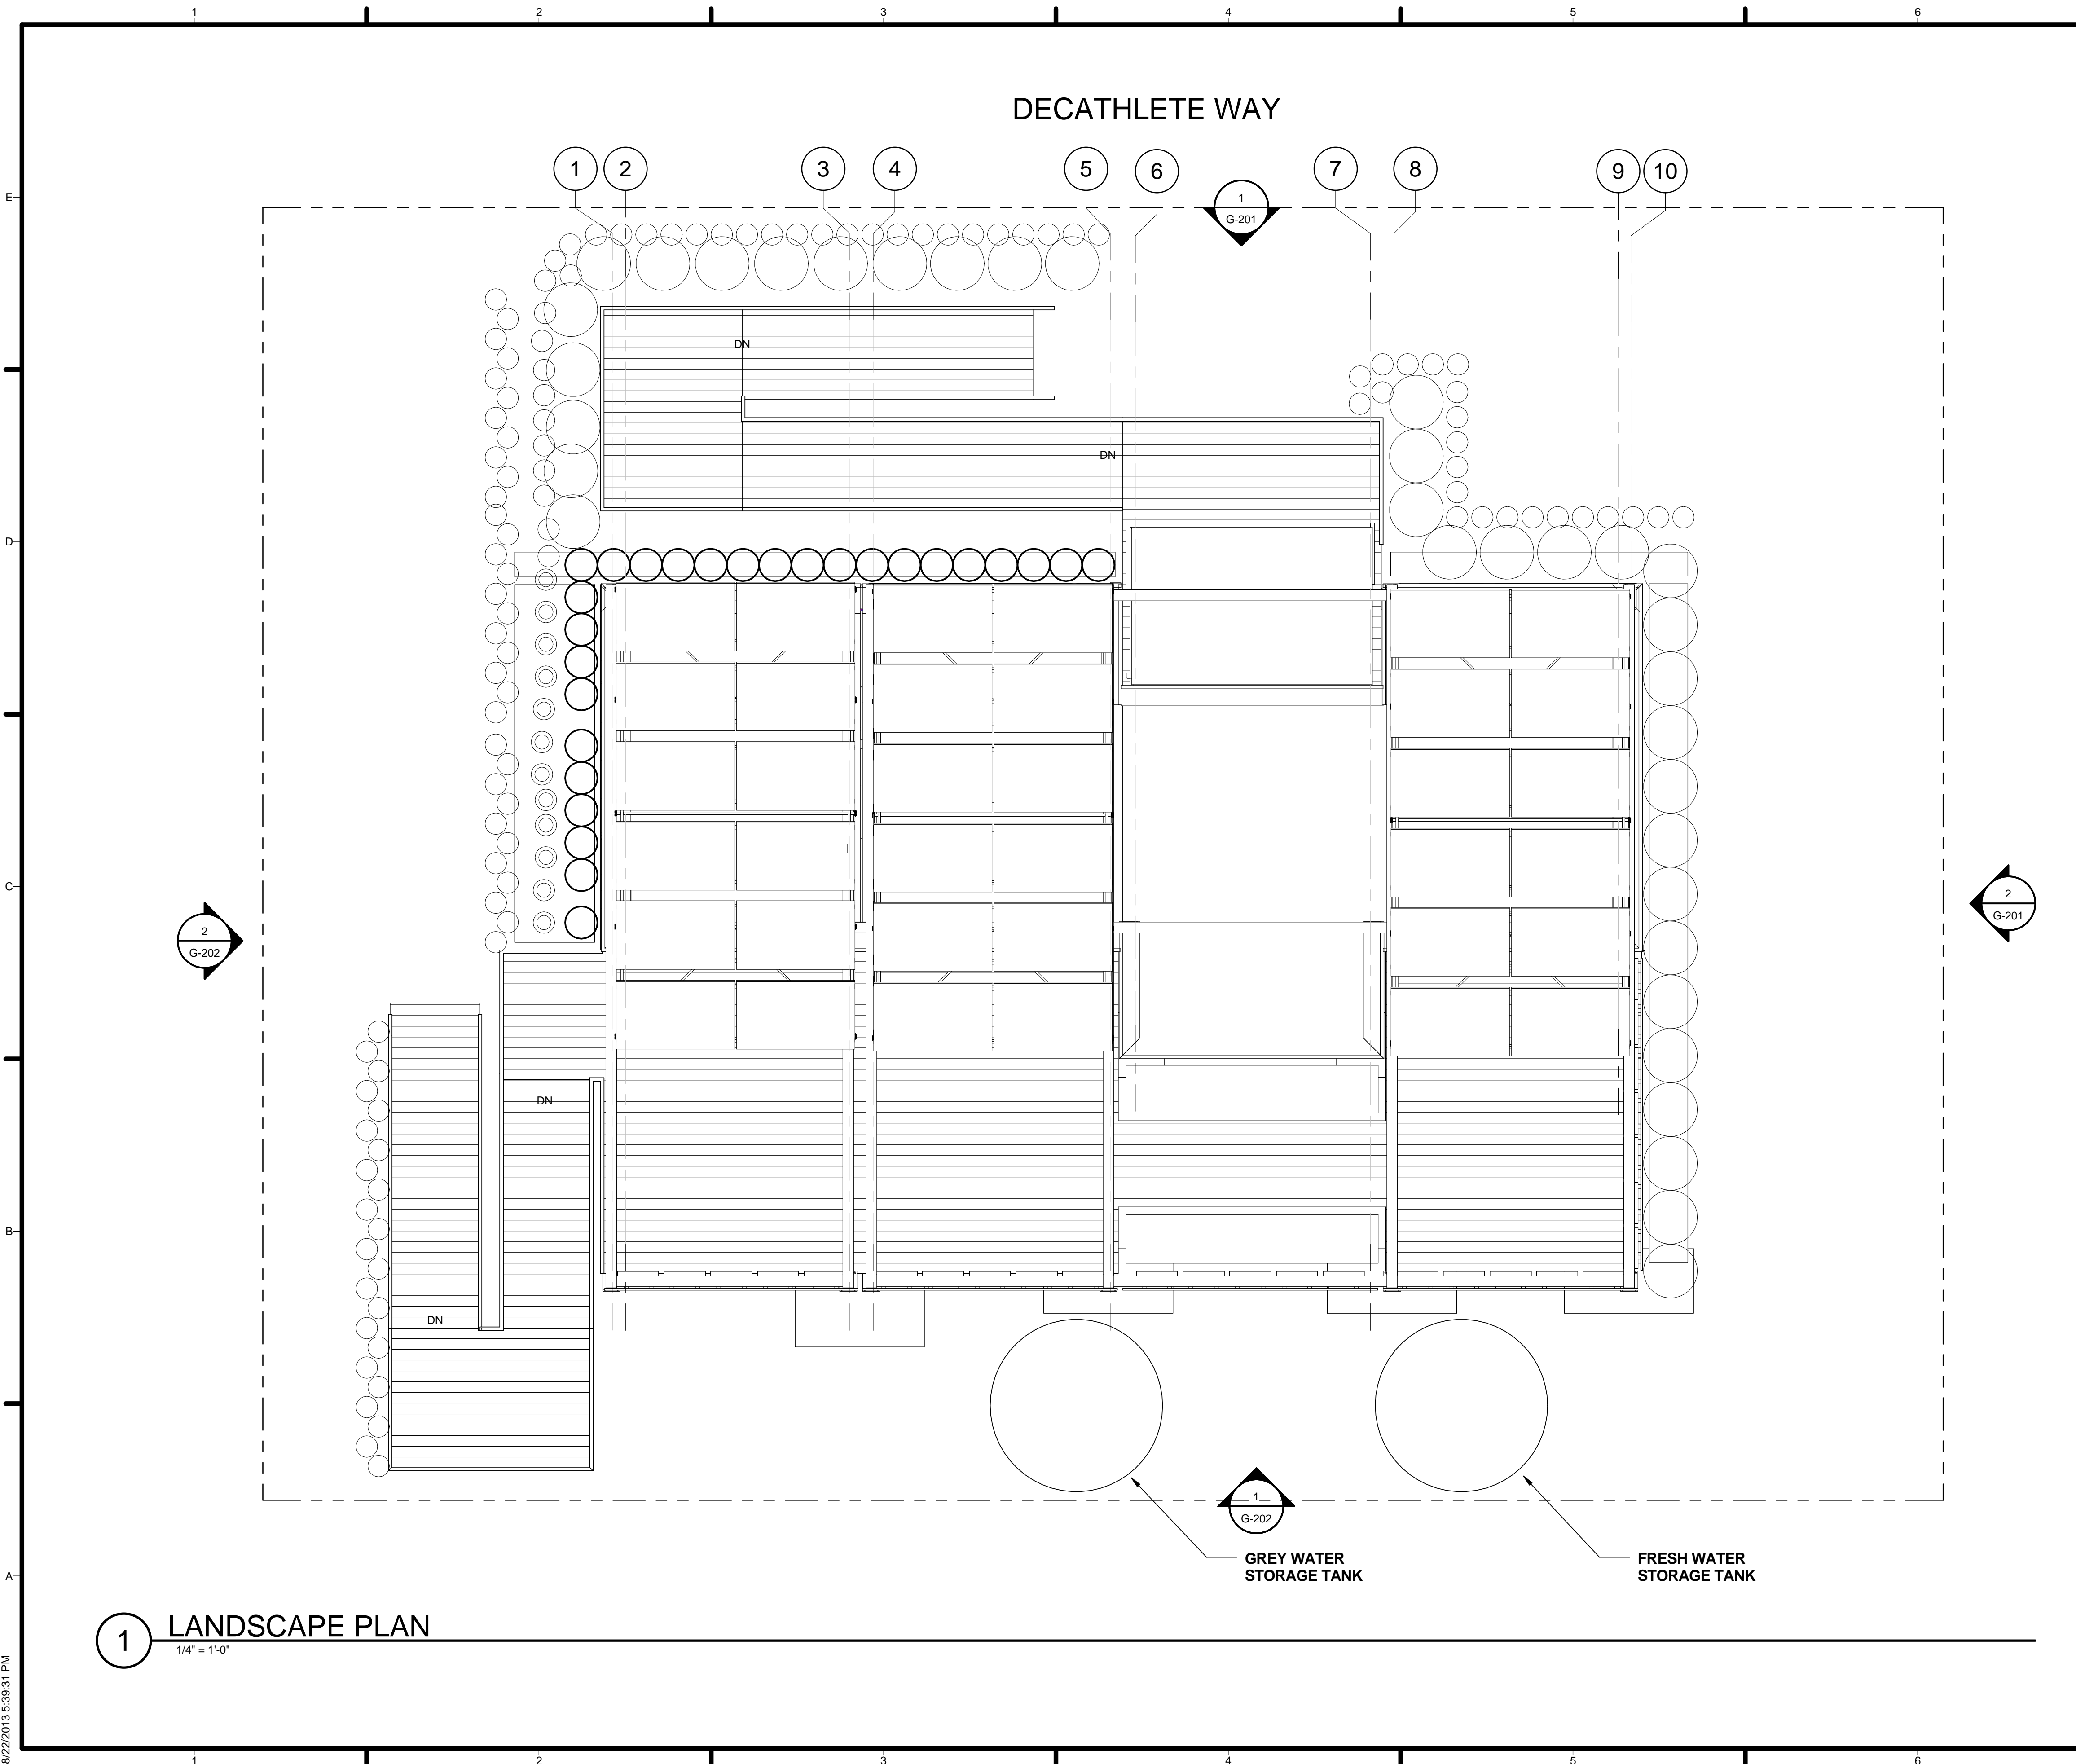 1 2 3 4 5 6
DECATHLETE WAY
1 2 3 4 5 6 7 8 9 10
E
1
G-201
DN
DN
D
C
2
G-202
2
G-201
DN
B
DN
1
G-202
GREY WATER
STORAGE TANK
FRESH WATER
STORAGE TANK
A
1 LANDSCAPE PLAN
1/4" = 1'-0"
8/22/2013 5:39:31 PM
1 2 3 4 5 6